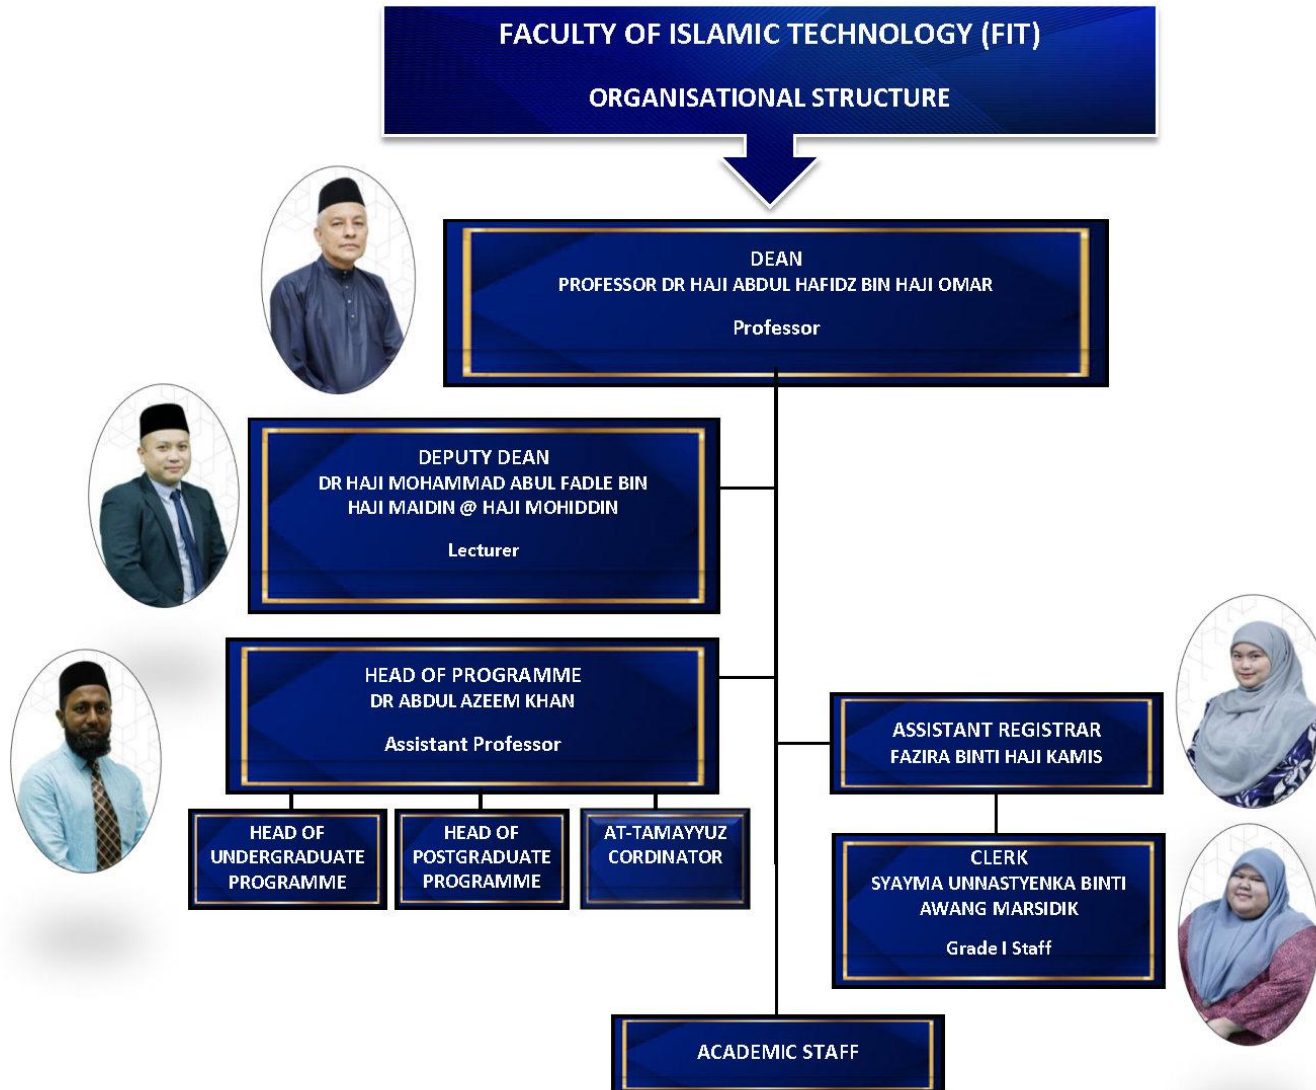 FACULTY OF ISLAMIC TECHNOLOGY (FIT)
ORGANISATIONAL STRUCTURE
DEAN
PROFESSOR DR HAJI ABDUL HAFIDZ BIN HAJI OMAR
Professor
DEPUTY DEAN
DR HAJI MOHAMMAD ABUL FADLE BIN
HAJI MAIDIN @ HAJI MOHIDDIN
Lecturer
HEAD OF PROGRAMME
DR ABDUL AZEEM KHAN
Assistant Professor
HEAD OF
UNDERGRADUATE
PROGRAMME
HEAD OF
POSTGRADUATE
PROGRAMME
AT-TAMAYYUZ
CORDINATOR
ASSISTANT REGISTRAR
FAZIRA BINTI HAJI KAMIS
CLERK
SYAYMA UNNASTYENKA BINTI
AWANG MARSIDIK
Grade I Staff
ACADEMIC STAFF